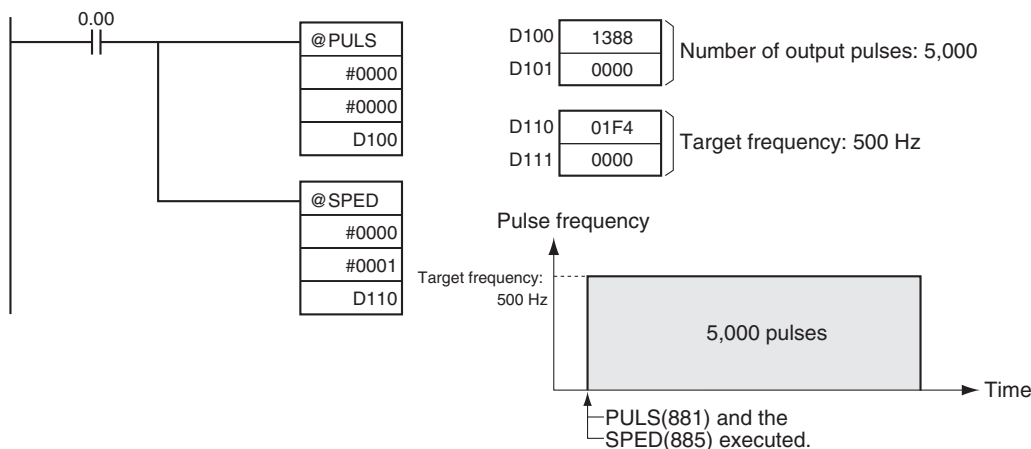 0.00
@PULS
#0000
#0000
D100
@SPED
#0000
#0001
D110
D100 1388
D101 0000
Number of output pulses: 5,000
D110 01F4
D111 0000
Target frequency: 500 Hz
Pulse frequency
Target frequency:
500 Hz
5,000 pulses
Time
PULS(881) and the
SPED(885) executed.